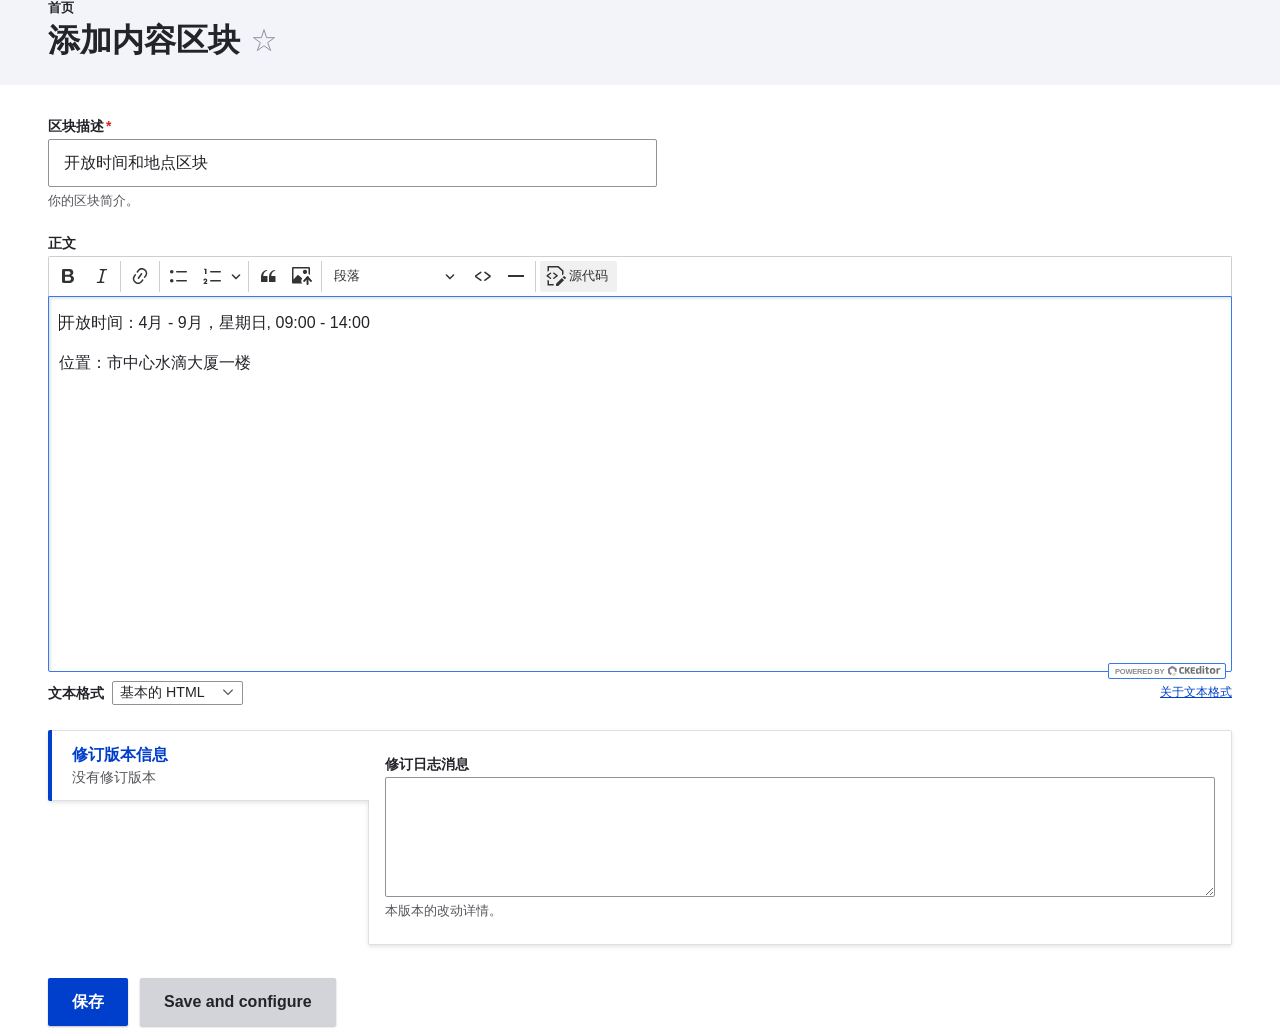 首页
添加内容区块
区块描述*
开放时间和地点区块
你的区块简介。
正文
B I 段落 源代码
开放时间：4月 - 9月，星期日, 09:00 - 14:00
位置：市中心水滴大厦一楼
POWERED BY CKEditor
文本格式 基本的 HTML 关于文本格式
修订版本信息
没有修订版本
修订日志消息
本版本的改动详情。
保存 Save and configure